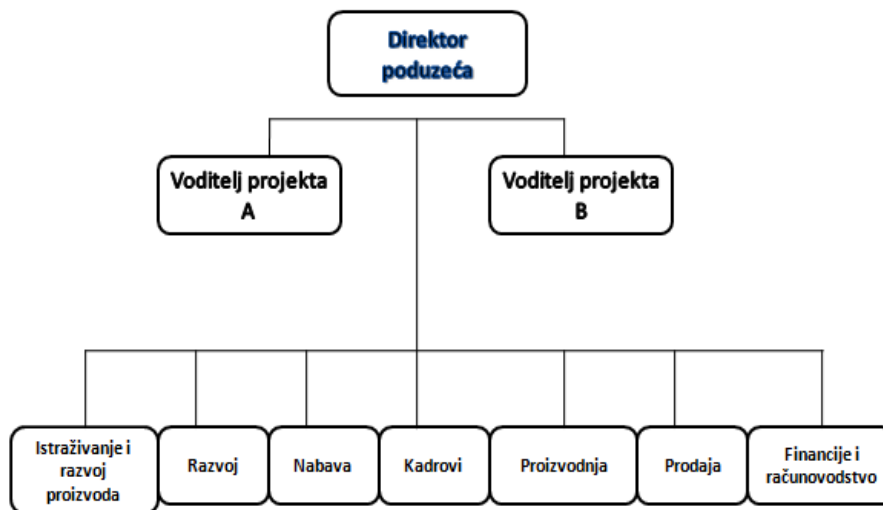 Direktor
poduzeća
Voditelj projekta
A
Voditelj projekta
B
Istraživanje i
razvoj
proizvoda
Razvoj
Nabava
Kadrovi
Proizvodnja
Prodaja
Financije i
računovodstvo